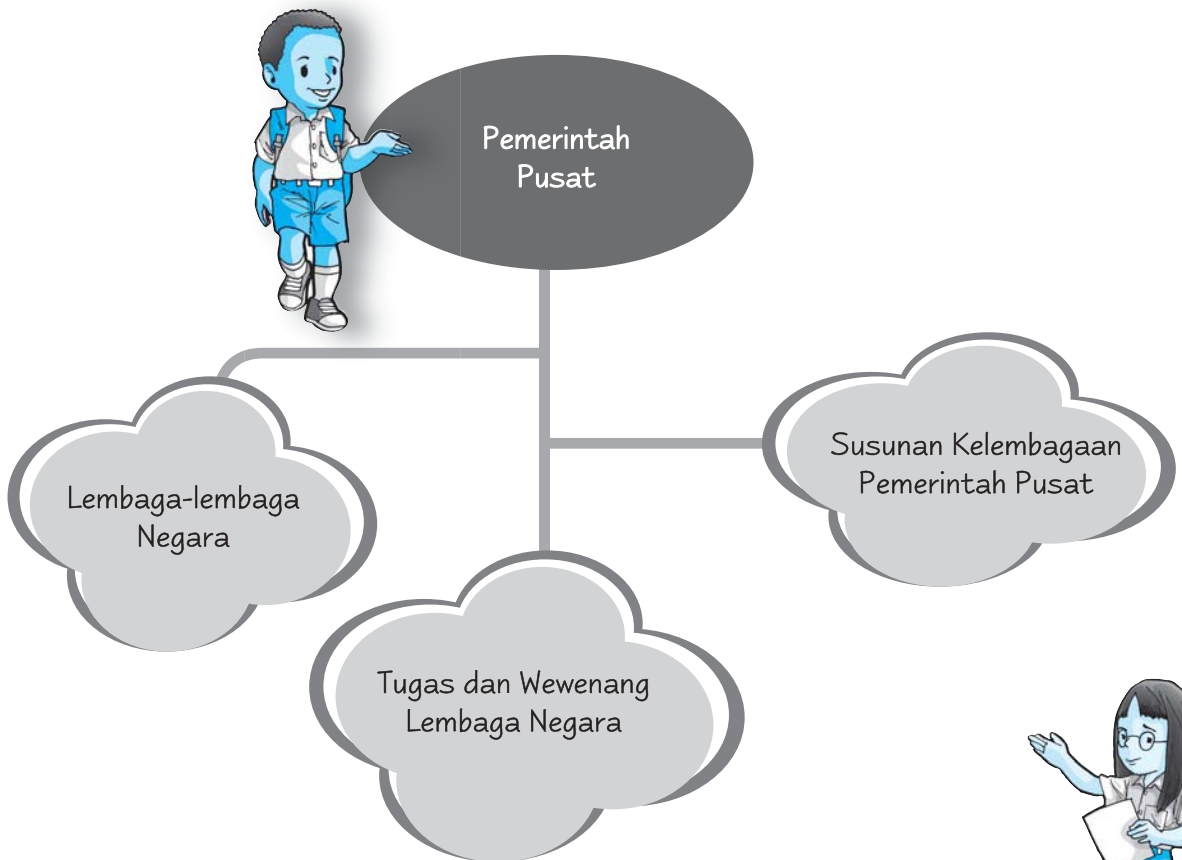 Pemerintah
Pusat
Lembaga-lembaga
Negara
Susunan Kelembagaan
Pemerintah Pusat
Tugas dan Wewenang
Lembaga Negara